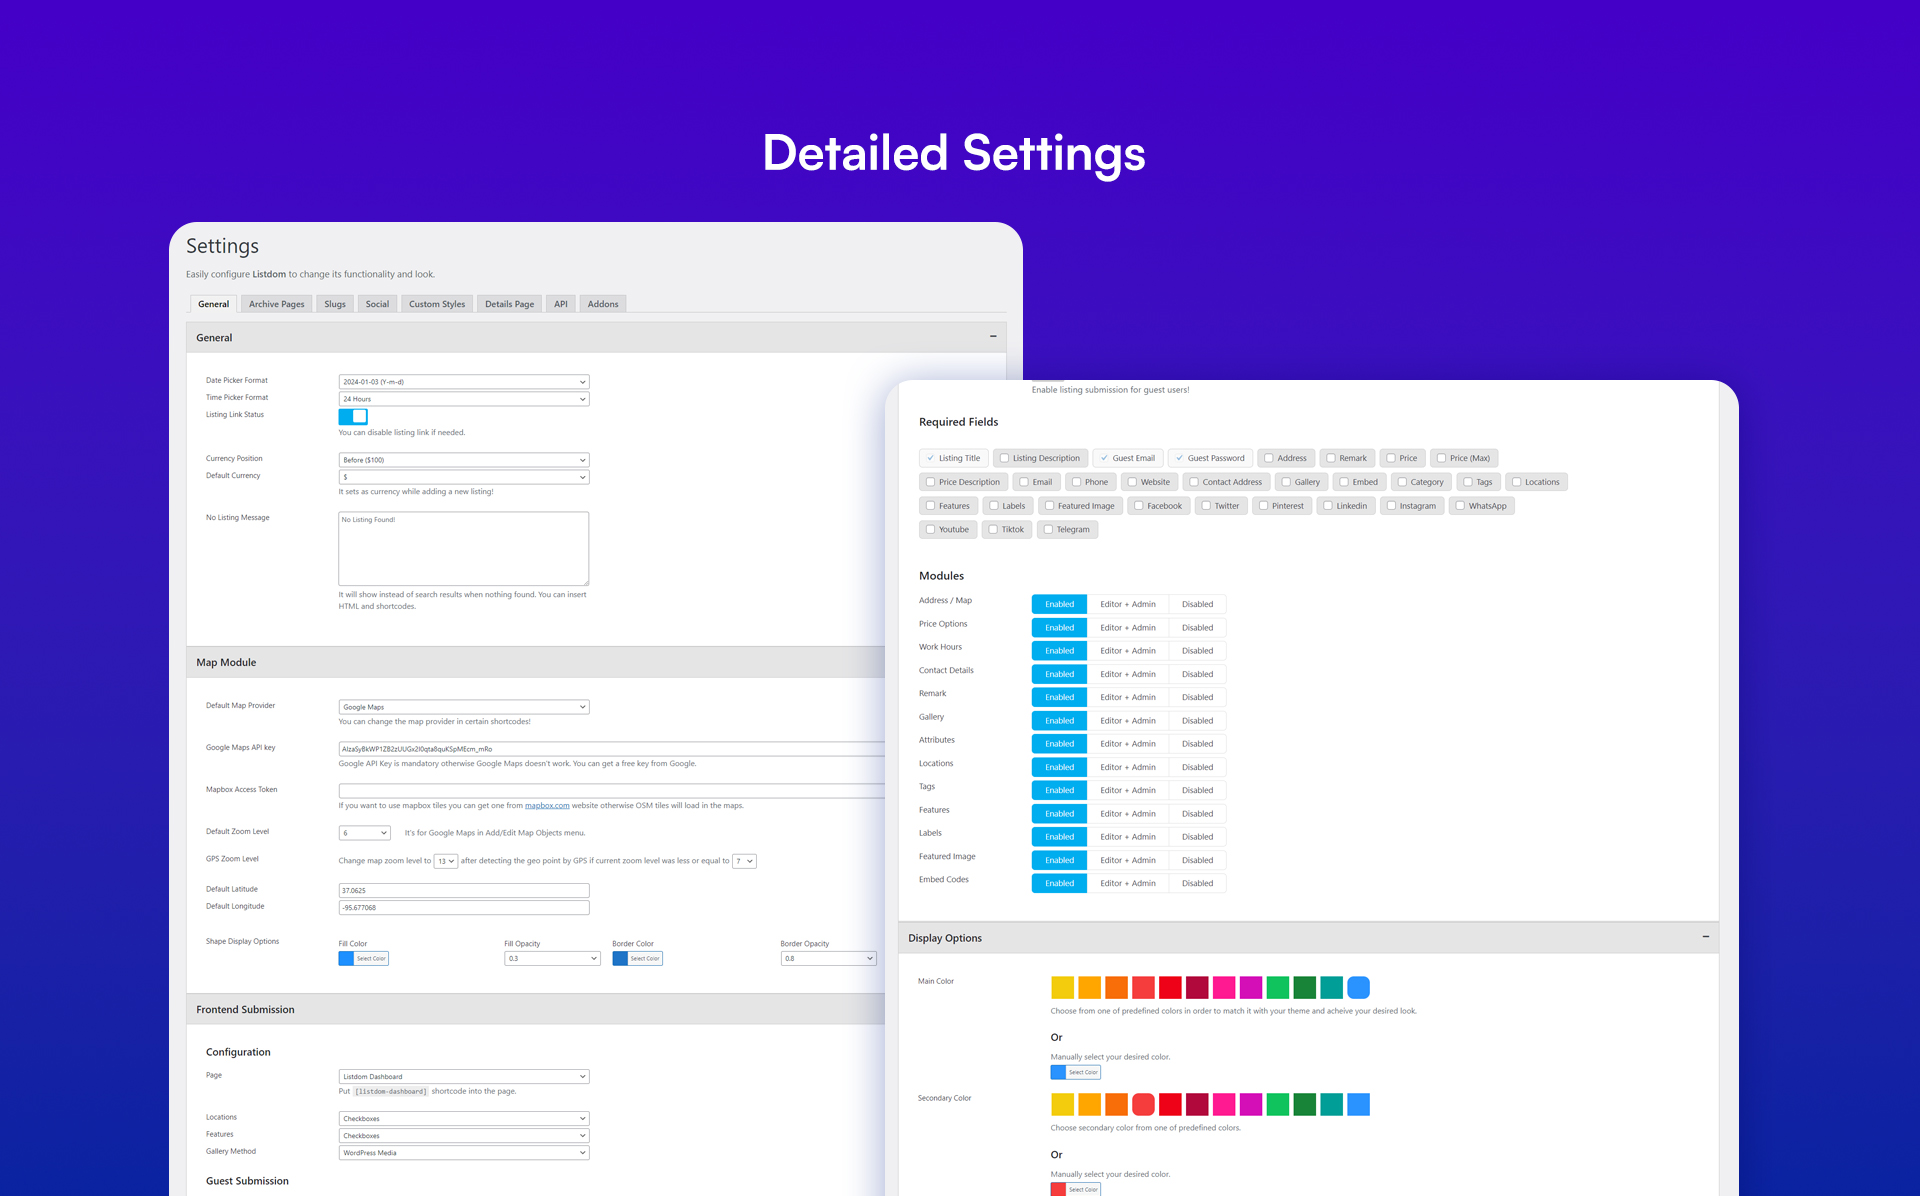 Detailed Settings
Settings
Easily configure Listdom to change its functionality and look.
General Archive Pages Slugs Social Custom Styles Details Page API Addons
General
Date Picker Format 2024-01-03 (Y-m-d)
Time Picker Format 24 Hours
Listing Link Status
You can disable listing link if needed.
Currency Position Before ($100)
Default Currency $
It sets as currency while adding a new listing!
No Listing Message No Listing Found!
It will show instead of search results when nothing found. You can insert
HTML and shortcodes.
Map Module
Default Map Provider Google Maps
You can change the map provider in certain shortcodes!
Google Maps API key
Google API Key is mandatory otherwise Google Maps doesn't work. You can get a free key from Google.
Mapbox Access Token
If you want to use mapbox tiles you can get one from mapbox.com website otherwise OSM tiles will load in the maps.
Default Zoom Level 6 It's for Google Maps in Add/Edit Map Objects menu.
GPS Zoom Level Change map zoom level to 13 after detecting the geo point by GPS if current zoom level was less or equal to 7
Default Latitude 37.0625
Default Longitude -95.677068
Shape Display Options Fill Color Fill Opacity Border Color Border Opacity
Select Color 0.3 Select Color 0.8
Frontend Submission
Configuration
Page Listdom Dashboard
Put [listdom-dashboard] shortcode into the page.
Locations Checkboxes
Features Checkboxes
Gallery Method WordPress Media
Guest Submission
Enable listing submission for guest users!
Required Fields
Listing Title Listing Description Guest Email Guest Password Address Remark Price Price (Max)
Price Description Email Phone Website Contact Address Gallery Embed Category Tags Locations
Features Labels Featured Image Facebook Twitter Pinterest Linkedin Instagram WhatsApp
Youtube Tiktok Telegram
Modules
Address / Map Enabled Editor + Admin Disabled
Price Options Enabled Editor + Admin Disabled
Work Hours Enabled Editor + Admin Disabled
Contact Details Enabled Editor + Admin Disabled
Remark Enabled Editor + Admin Disabled
Gallery Enabled Editor + Admin Disabled
Attributes Enabled Editor + Admin Disabled
Locations Enabled Editor + Admin Disabled
Tags Enabled Editor + Admin Disabled
Features Enabled Editor + Admin Disabled
Labels Enabled Editor + Admin Disabled
Featured Image Enabled Editor + Admin Disabled
Embed Codes Enabled Editor + Admin Disabled
Display Options
Main Color
Choose from one of predefined colors in order to match it with your theme and acheive your desired look.
Or
Manually select your desired color.
Select Color
Secondary Color
Choose secondary color from one of predefined colors.
Or
Manually select your desired color.
Select Color